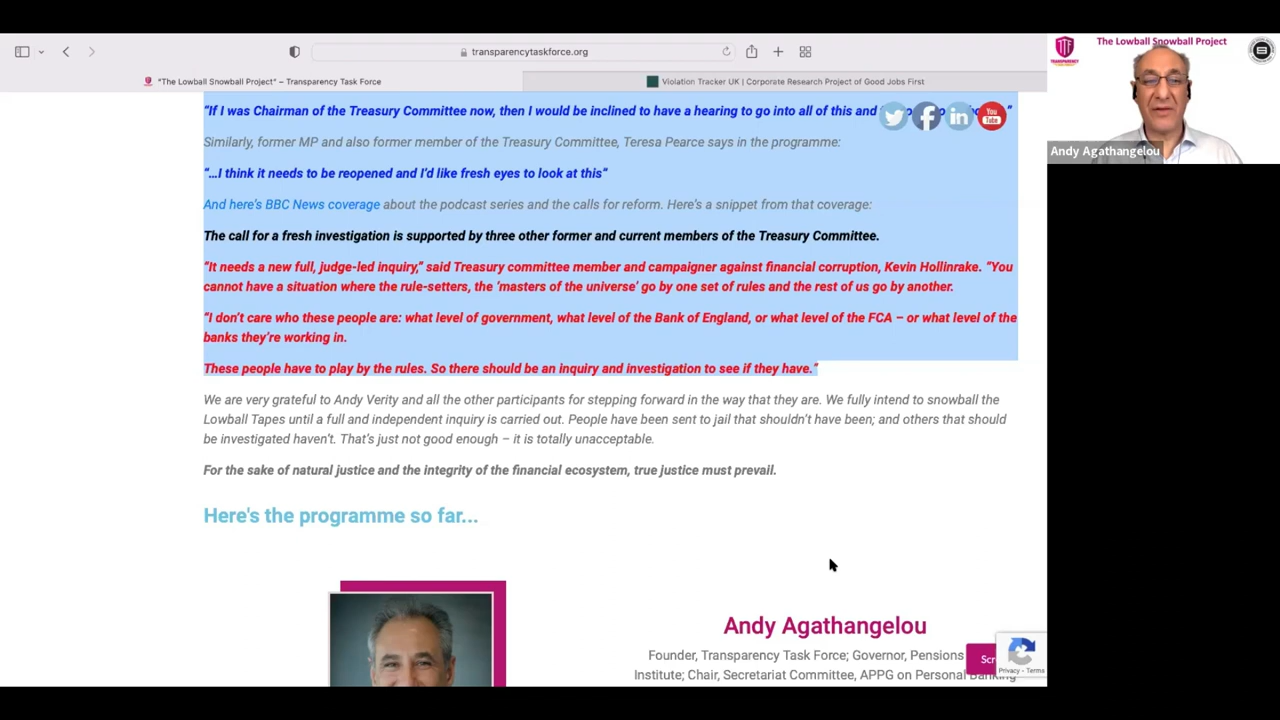 transparencytaskforce.org
"The Lowball Snowball Project" – Transparency Task Force
Violation Tracker UK | Corporate Research Project of Good Jobs First
The Lowball Snowball Project
TTF
TRANSPARENCY
Andy Agathangelou
"If I was Chairman of the Treasury Committee now, then I would be inclined to have a hearing to go into all of this and
Similarly, former MP and also former member of the Treasury Committee, Teresa Pearce says in the programme:
"…I think it needs to be reopened and I'd like fresh eyes to look at this"
And here's BBC News coverage about the podcast series and the calls for reform. Here's a snippet from that coverage:
The call for a fresh investigation is supported by three other former and current members of the Treasury Committee.
"It needs a new full, judge-led inquiry," said Treasury committee member and campaigner against financial corruption, Kevin Hollinrake. "You
cannot have a situation where the rule-setters, the 'masters of the universe' go by one set of rules and the rest of us go by another.
"I don't care who these people are: what level of government, what level of the Bank of England, or what level of the FCA – or what level of the
banks they're working in.
These people have to play by the rules. So there should be an inquiry and investigation to see if they have."
We are very grateful to Andy Verity and all the other participants for stepping forward in the way that they are. We fully intend to snowball the
Lowball Tapes until a full and independent inquiry is carried out. People have been sent to jail that shouldn't have been; and others that should
be investigated haven't. That's just not good enough – it is totally unacceptable.
For the sake of natural justice and the integrity of the financial ecosystem, true justice must prevail.
Here's the programme so far...
Andy Agathangelou
Founder, Transparency Task Force; Governor, Pensions
Institute; Chair, Secretariat Committee, APPG on Personal Banking
Privacy - Terms
You
Tube